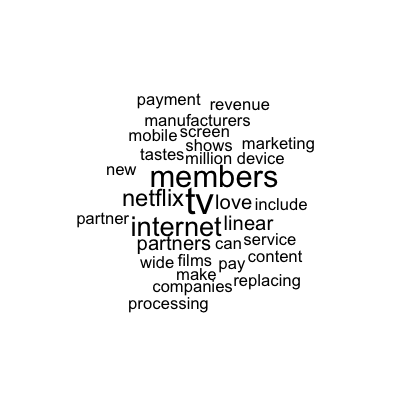 payment revenue
manufacturers
mobile screen
shows marketing
tastes million device
new members
netflix tv love include
partner internet linear
partners can service
wide films pay content
make
companies replacing
processing